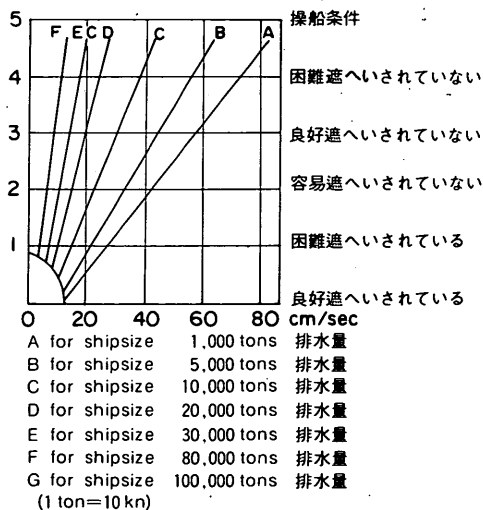 5 操船条件
F E C D C B A
4 困難遮へいされていない
3 良好遮へいされていない
2 容易遮へいされていない
1 困難遮へいされている
良好遮へいされている
0 20 40 60 80 cm/sec
A for shipsize 1,000 tons 排水量
B for shipsize 5,000 tons 排水量
C for shipsize 10,000 tons 排水量
D for shipsize 20,000 tons 排水量
E for shipsize 30,000 tons 排水量
F for shipsize 80,000 tons 排水量
G for shipsize 100,000 tons 排水量
(1 ton=10 kn)